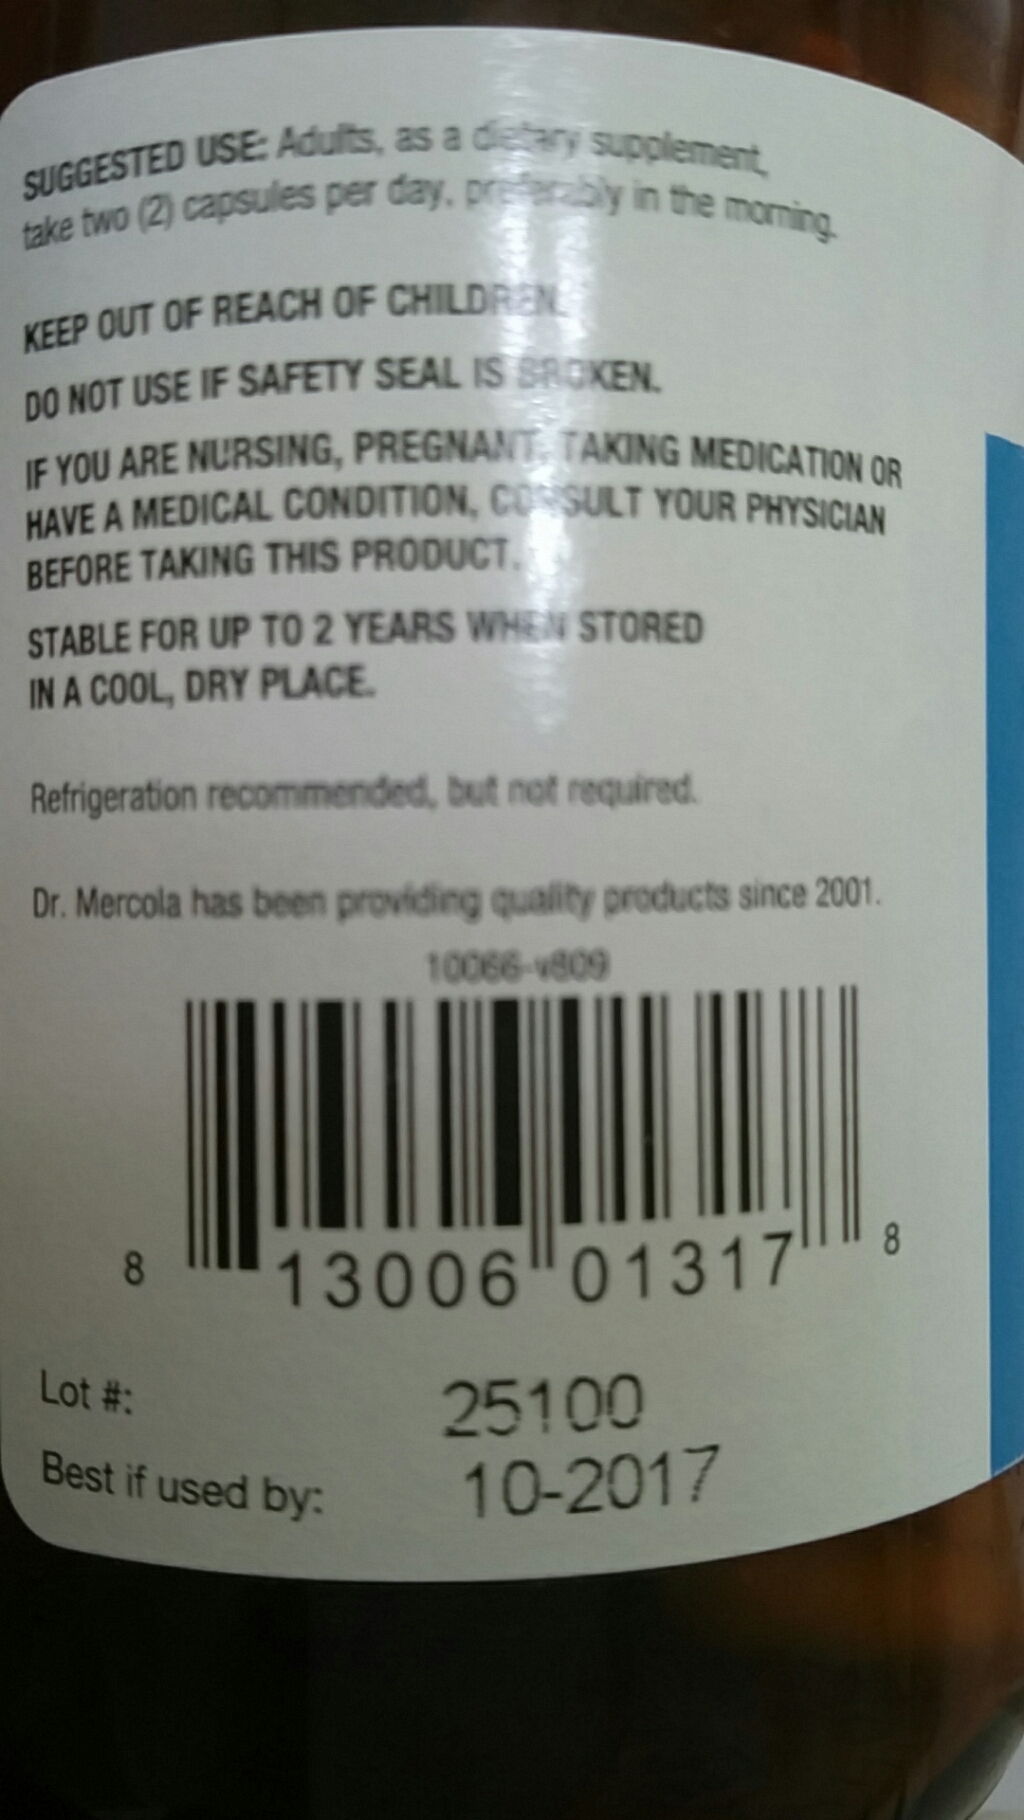 SUGGESTED USE: Adults, as a dietary supplement,
take two (2) capsules per day, preferably in the morning.
KEEP OUT OF REACH OF CHILDREN.
DO NOT USE IF SAFETY SEAL IS BROKEN.
IF YOU ARE NURSING, PREGNANT, TAKING MEDICATION OR
HAVE A MEDICAL CONDITION, CONSULT YOUR PHYSICIAN
BEFORE TAKING THIS PRODUCT.
STABLE FOR UP TO 2 YEARS WHEN STORED
IN A COOL, DRY PLACE.
Refrigeration recommended, but not required.
Dr. Mercola has been providing quality products since 2001.
10066-v809
8 13006 01317 8
Lot #: 25100
Best if used by: 10-2017